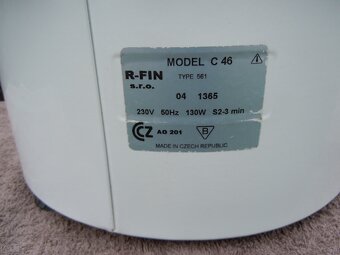 MODEL C 46
R-FIN
s.r.o.
TYPE 561
04 1365
230V 50Hz 130W S2-3 min
CZ AO 201 B
MADE IN CZECH REPUBLIC